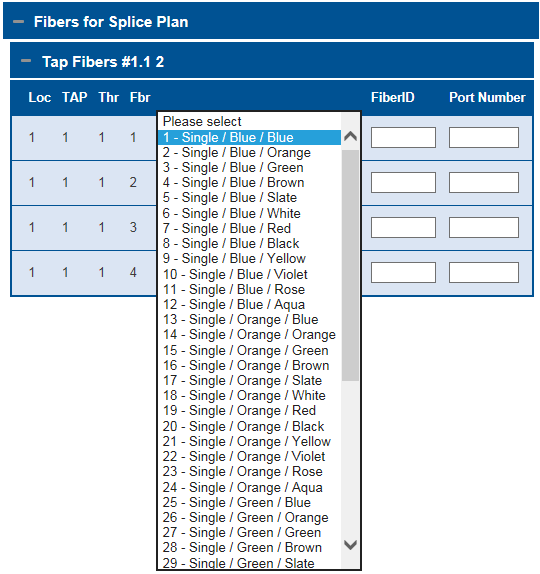 Fibers for Splice Plan
Tap Fibers #1.1 2
Loc TAP Thr Fbr FiberID Port Number
1 1 1 1
1 1 1 2
1 1 1 3
1 1 1 4
Please select
1 - Single / Blue / Blue
2 - Single / Blue / Orange
3 - Single / Blue / Green
4 - Single / Blue / Brown
5 - Single / Blue / Slate
6 - Single / Blue / White
7 - Single / Blue / Red
8 - Single / Blue / Black
9 - Single / Blue / Yellow
10 - Single / Blue / Violet
11 - Single / Blue / Rose
12 - Single / Blue / Aqua
13 - Single / Orange / Blue
14 - Single / Orange / Orange
15 - Single / Orange / Green
16 - Single / Orange / Brown
17 - Single / Orange / Slate
18 - Single / Orange / White
19 - Single / Orange / Red
20 - Single / Orange / Black
21 - Single / Orange / Yellow
22 - Single / Orange / Violet
23 - Single / Orange / Rose
24 - Single / Orange / Aqua
25 - Single / Green / Blue
26 - Single / Green / Orange
27 - Single / Green / Green
28 - Single / Green / Brown
29 - Single / Green / Slate